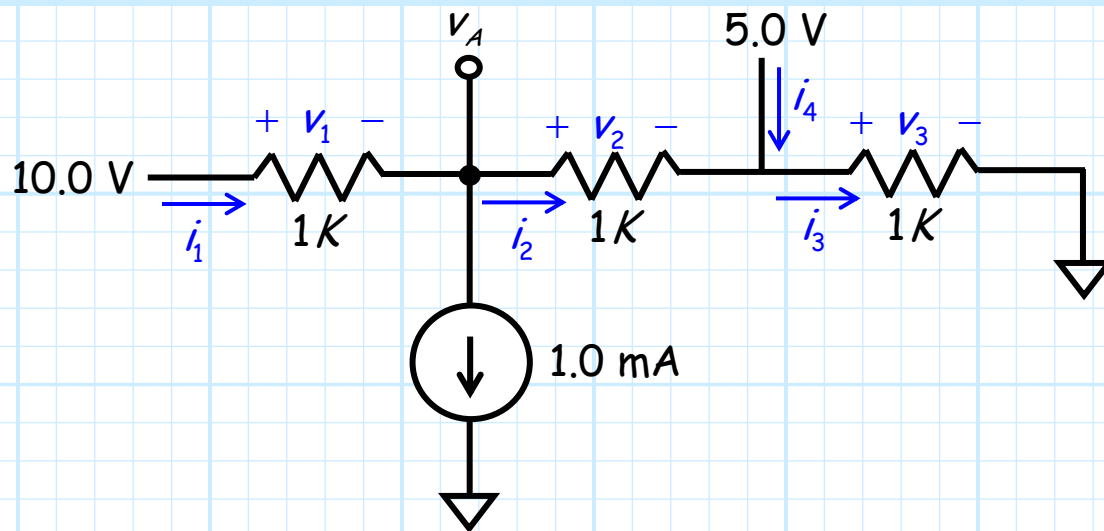 v_A
5.0 V
i_4
+ v_1 −
+ v_2 −
+ v_3 −
10.0 V
i_1
1K
i_2
1K
i_3
1K
1.0 mA